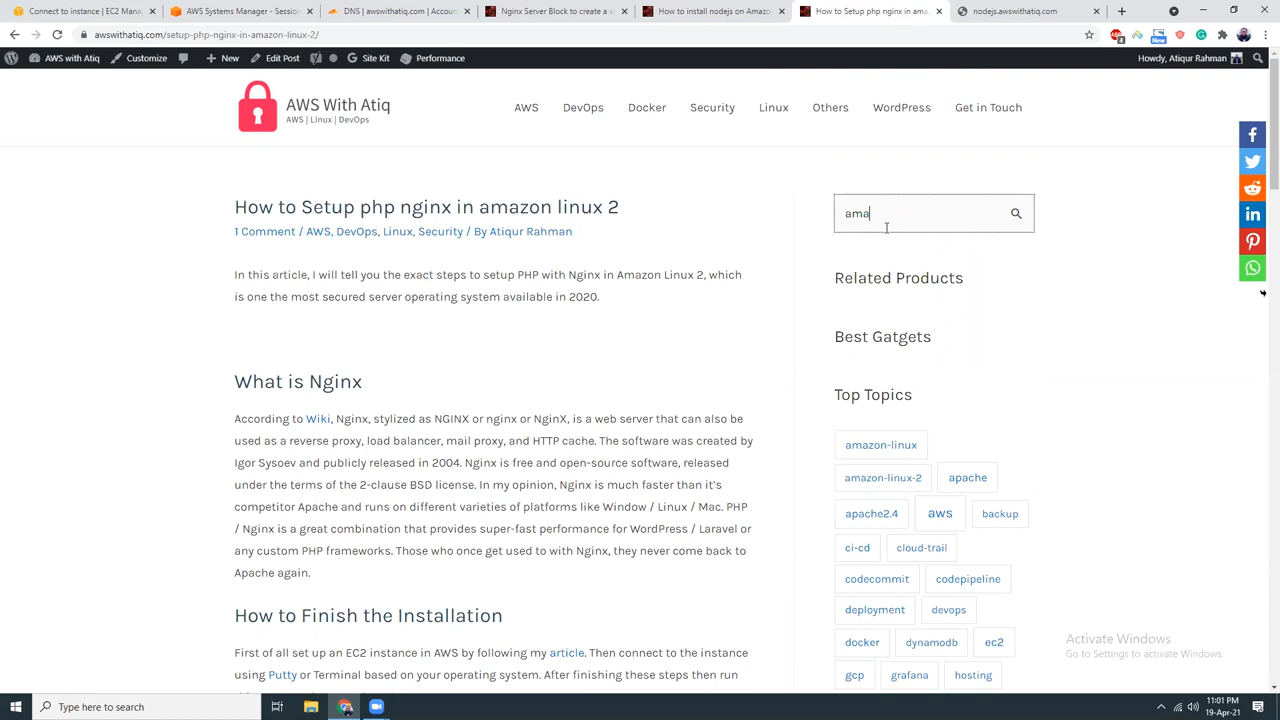 Connect to instance | EC2 Manag
AWS Systems Manager - Session
DNS | nodejs.awswithatiq.com | Accoun
Nginx Server Block to create a v
How to install nodejs on Amazon
How to Setup php nginx in amazo
nodejs.awswithatiq.com
awswithatiq.com/setup-php-nginx-in-amazon-linux-2/
New
AWS with Atiq Customize New Edit Post Site Kit Performance
Howdy, Atiqur Rahman
AWS With Atiq
AWS | Linux | DevOps
AWS DevOps Docker Security Linux Others WordPress Get in Touch
How to Setup php nginx in amazon linux 2
1 Comment / AWS, DevOps, Linux, Security / By Atiqur Rahman
In this article, I will tell you the exact steps to setup PHP with Nginx in Amazon Linux 2, which
is one the most secured server operating system available in 2020.
What is Nginx
According to Wiki, Nginx, stylized as NGINX or nginx or NginX, is a web server that can also be
used as a reverse proxy, load balancer, mail proxy, and HTTP cache. The software was created by
Igor Sysoev and publicly released in 2004. Nginx is free and open-source software, released
under the terms of the 2-clause BSD license. In my opinion, Nginx is much faster than it's
competitor Apache and runs on different varieties of platforms like Window / Linux / Mac. PHP
/ Nginx is a great combination that provides super-fast performance for WordPress / Laravel or
any custom PHP frameworks. Those who once get used to with Nginx, they never come back to
Apache again.
How to Finish the Installation
First of all set up an EC2 instance in AWS by following my article. Then connect to the instance
using Putty or Terminal based on your operating system. After finishing these steps then run
ama
Related Products
Best Gatgets
Top Topics
amazon-linux
amazon-linux-2 apache
apache2.4 aws backup
ci-cd cloud-trail
codecommit codepipeline
deployment devops
docker dynamodb ec2
gcp grafana hosting
Activate Windows
Go to Settings to activate Windows.
Type here to search
11:01 PM
19-Apr-21